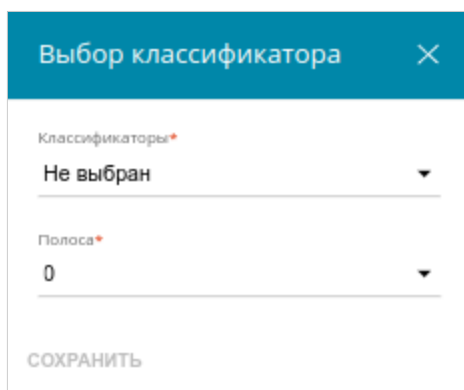 Выбор классификатора
Классификаторы*
Не выбран
Полоса*
0
СОХРАНИТЬ